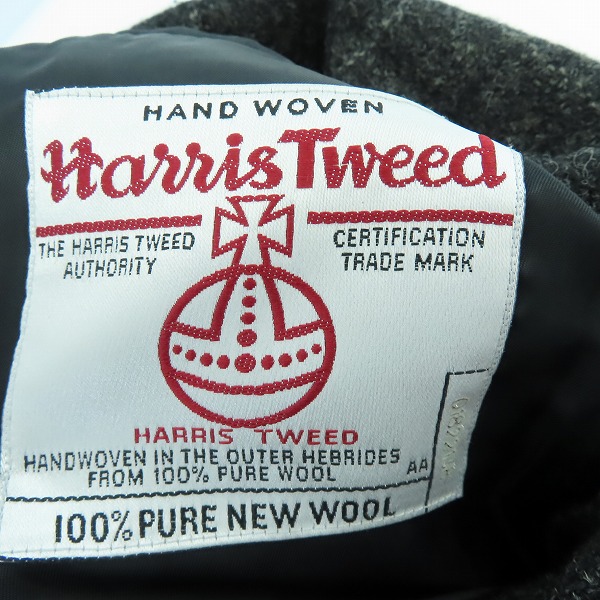 HAND WOVEN
Harris Tweed
THE HARRIS TWEED
AUTHORITY
CERTIFICATION
TRADE MARK
HARRIS TWEED
HANDWOVEN IN THE OUTER HEBRIDES
FROM 100% PURE WOOL
AA
100% PURE NEW WOOL